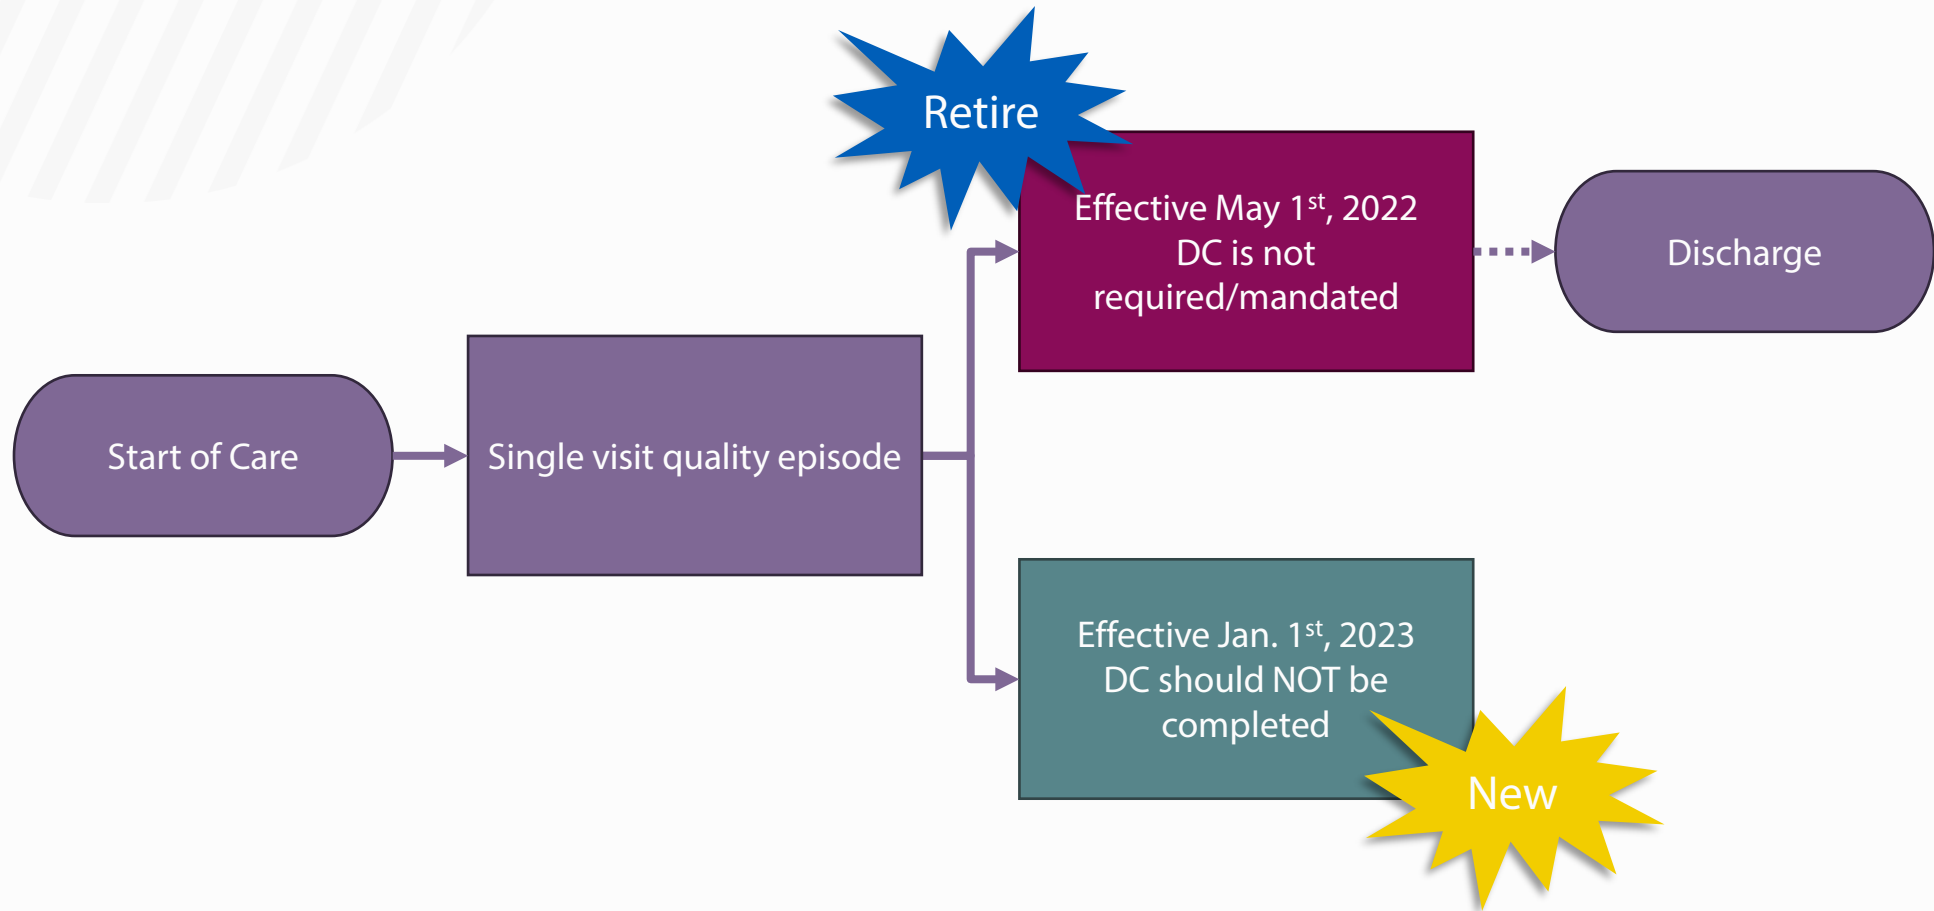 Retire
Effective May 1st, 2022
DC is not
required/mandated
Discharge
Start of Care
Single visit quality episode
Effective Jan. 1st, 2023
DC should NOT be
completed
New